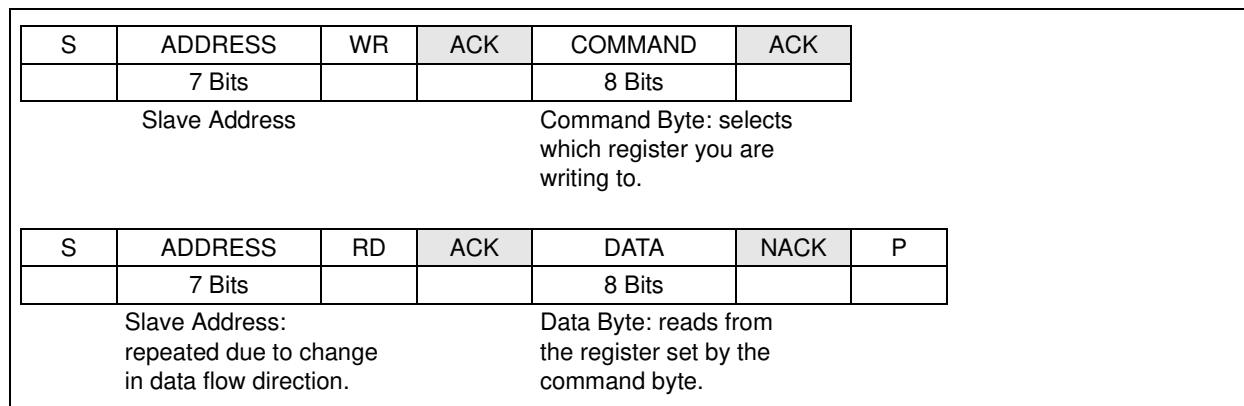 S ADDRESS WR ACK COMMAND ACK
7 Bits 8 Bits
Slave Address
Command Byte: selects
which register you are
writing to.
S ADDRESS RD ACK DATA NACK P
7 Bits 8 Bits
Slave Address:
repeated due to change
in data flow direction.
Data Byte: reads from
the register set by the
command byte.